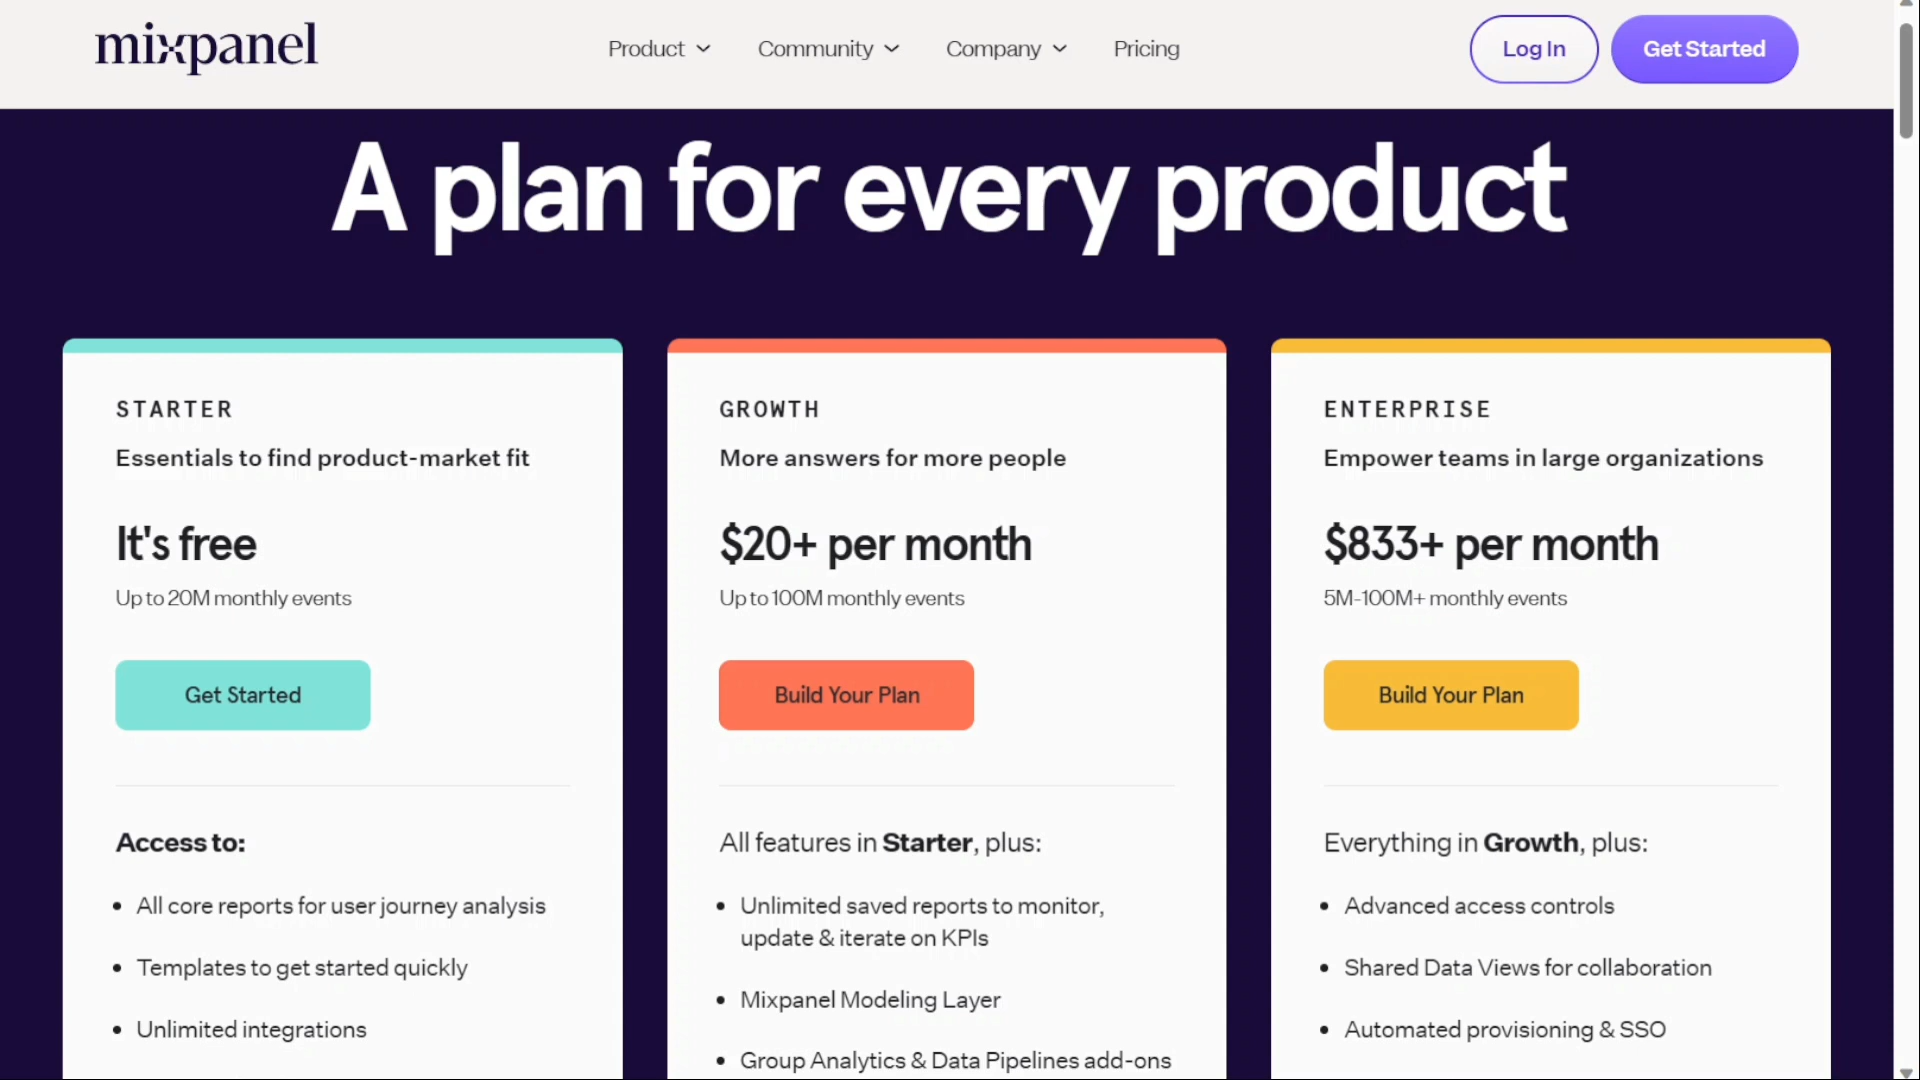 mixpanel
Product
Community
Company
Pricing
Log In
Get Started
A plan for every product
STARTER
Essentials to find product-market fit
It's free
Up to 20M monthly events
Get Started
Access to:
All core reports for user journey analysis
Templates to get started quickly
Unlimited integrations
GROWTH
More answers for more people
$20+ per month
Up to 100M monthly events
Build Your Plan
All features in Starter, plus:
Unlimited saved reports to monitor,
update & iterate on KPIs
Mixpanel Modeling Layer
Group Analytics & Data Pipelines add-ons
ENTERPRISE
Empower teams in large organizations
$833+ per month
5M-100M+ monthly events
Build Your Plan
Everything in Growth, plus:
Advanced access controls
Shared Data Views for collaboration
Automated provisioning & SSO